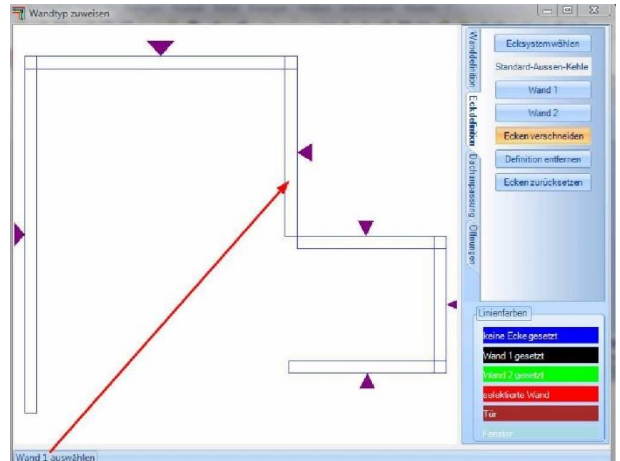 Wandtyp zuweisen
Wanddefinition
Eckdefinition
Dachanpassung
Öffnungen
Ecksystem wählen
Standard-Aussen-Kehle
Wand 1
Wand 2
Ecken verschneiden
Definition entfernen
Ecken zurücksetzen
Linienfarben
keine Ecke gesetzt
Wand 1 gesetzt
Wand 2 gesetzt
selektierte Wand
Tür
Fenster
Wand 1 auswählen